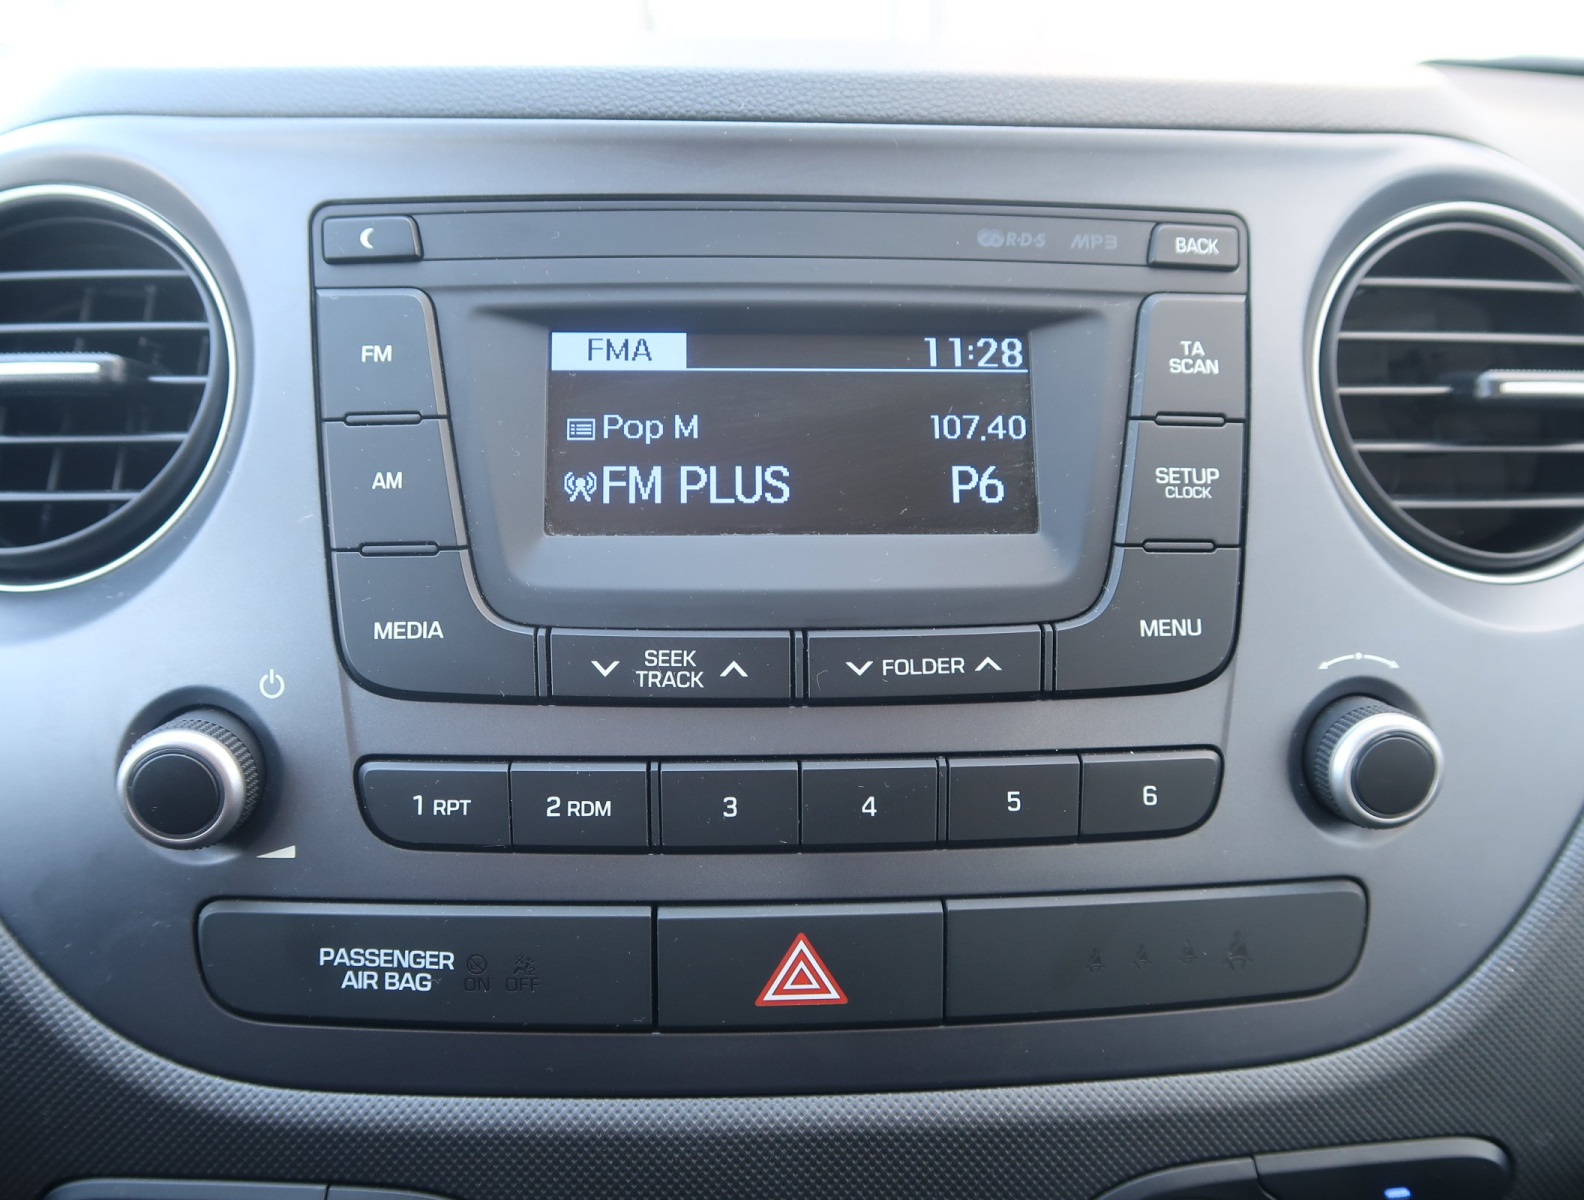 R·D·S MP3
BACK
FM
FMA 11:28
TA
SCAN
Pop M 107.40
AM
FM PLUS P6
SETUP
CLOCK
MEDIA
SEEK
TRACK
FOLDER
MENU
1 RPT
2 RDM
3
4
5
6
PASSENGER
AIR BAG
ON OFF